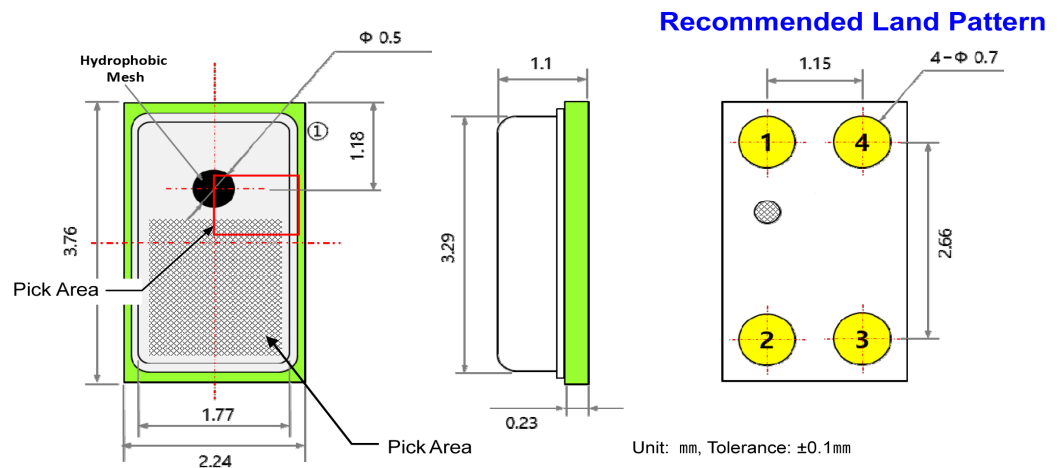 Recommended Land Pattern
Φ 0.5
Hydrophobic
Mesh
1.1
1.15
4-Φ 0.7
①
1.18
1
4
3.76
3.29
2.66
Pick Area
2
3
1.77
0.23
Pick Area
Unit: ㎜, Tolerance: ±0.1㎜
2.24